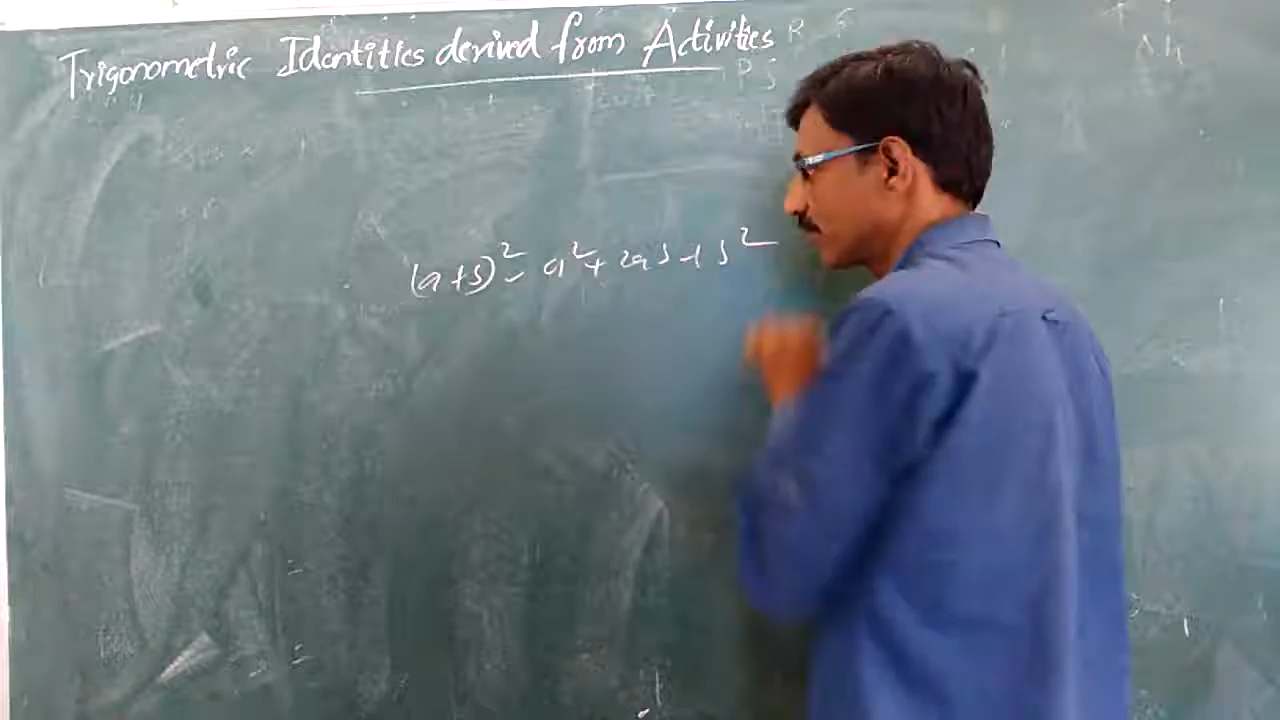 Trigonometric Identities derived from Activities
(a+b)² = a²+2ab+b²